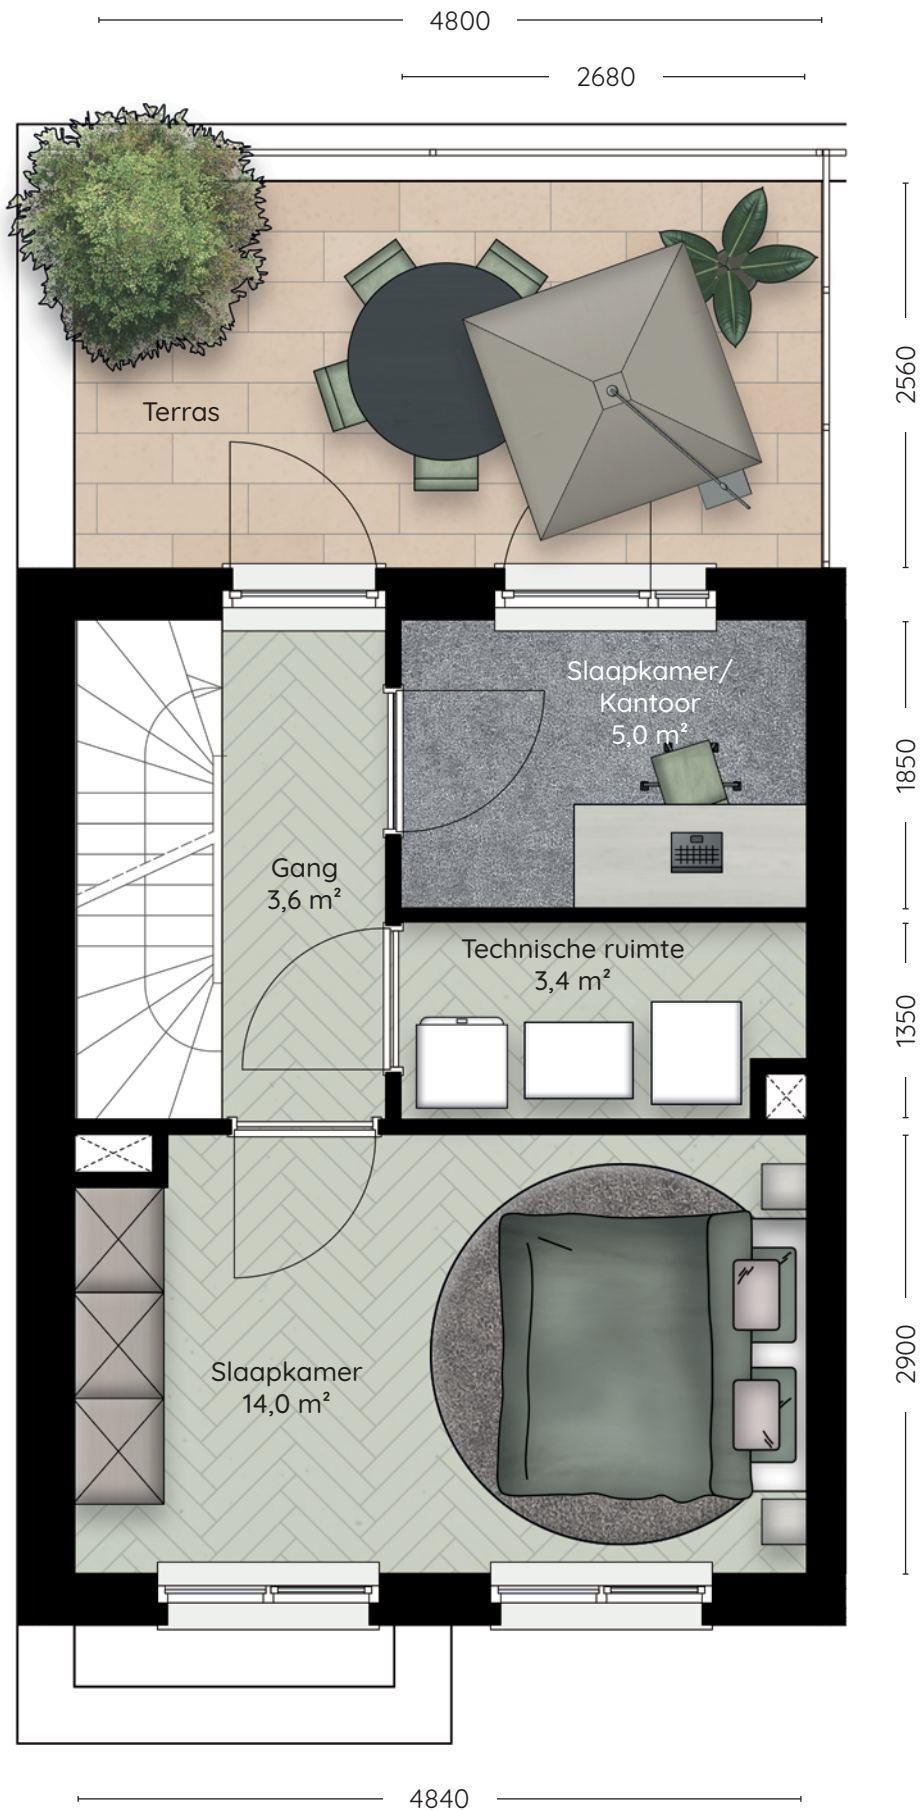 4800
2680
2560
Terras
Slaapkamer/
Kantoor
5,0 m²
1850
Gang
3,6 m²
Technische ruimte
3,4 m²
1350
Slaapkamer
14,0 m²
2900
4840